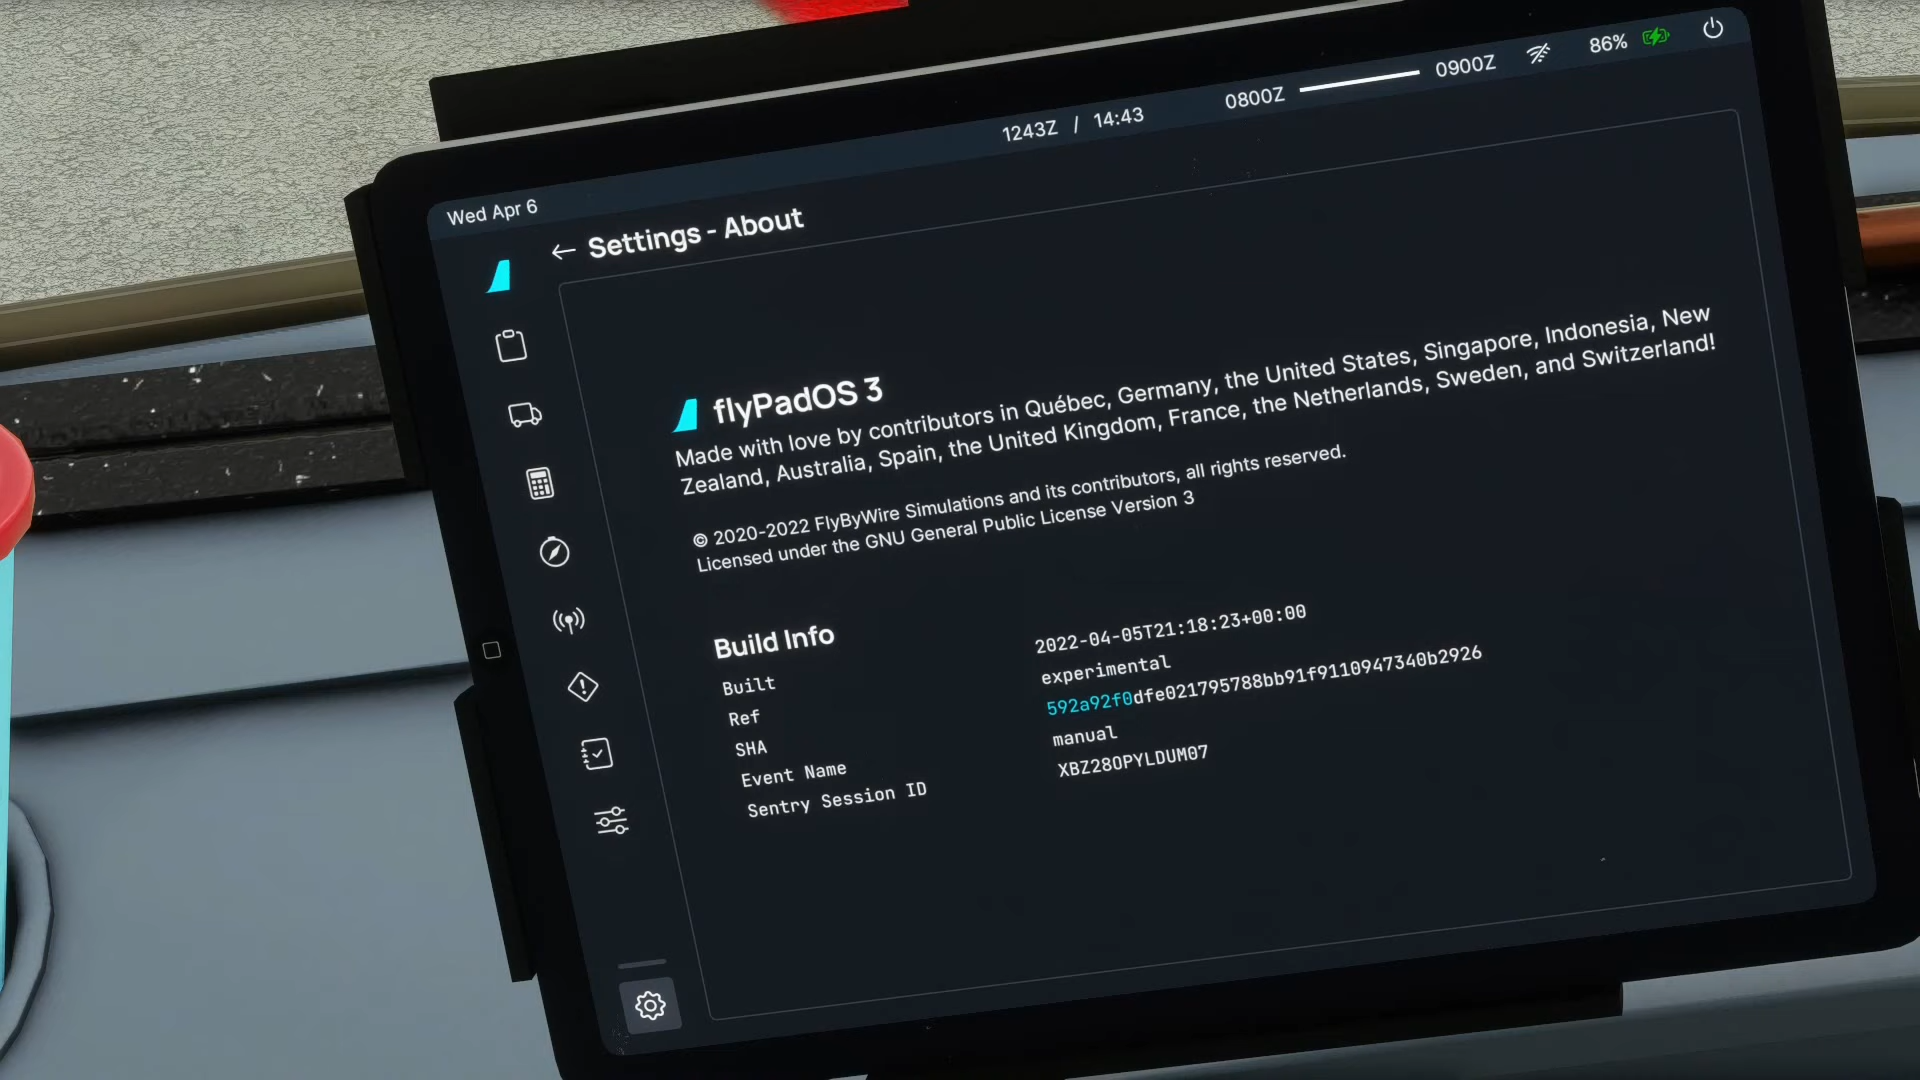 Wed Apr 6
1243Z / 14:43
0800Z
0900Z
86%
Settings - About
flyPadOS 3
Made with love by contributors in Québec, Germany, the United States, Singapore, Indonesia, New
Zealand, Australia, Spain, the United Kingdom, France, the Netherlands, Sweden, and Switzerland!
© 2020-2022 FlyByWire Simulations and its contributors, all rights reserved.
Licensed under the GNU General Public License Version 3
Build Info
Built 2022-04-05T21:18:23+00:00
Ref experimental
SHA 592a92f0dfe021795788bb91f9110947340b2926
Event Name manual
Sentry Session ID XBZ28OPYLDUM07